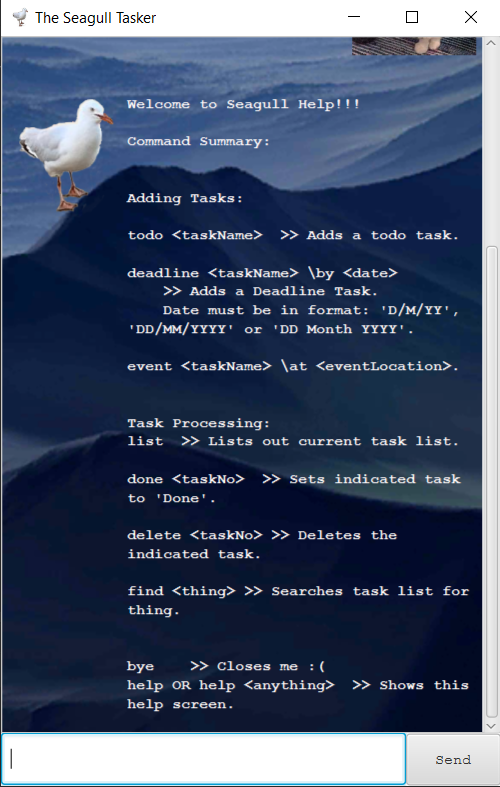 The Seagull Tasker
Welcome to Seagull Help!!!
Command Summary:
Adding Tasks:
todo <taskName>  >> Adds a todo task.
deadline <taskName> \by <date>
>> Adds a Deadline Task.
Date must be in format: 'D/M/YY',
'DD/MM/YYYY' or 'DD Month YYYY'.
event <taskName> \at <eventLocation>.
Task Processing:
list  >> Lists out current task list.
done <taskNo>  >> Sets indicated task
to 'Done'.
delete <taskNo> >> Deletes the
indicated task.
find <thing> >> Searches task list for
thing.
bye    >> Closes me :(
help OR help <anything>  >> Shows this
help screen.
Send